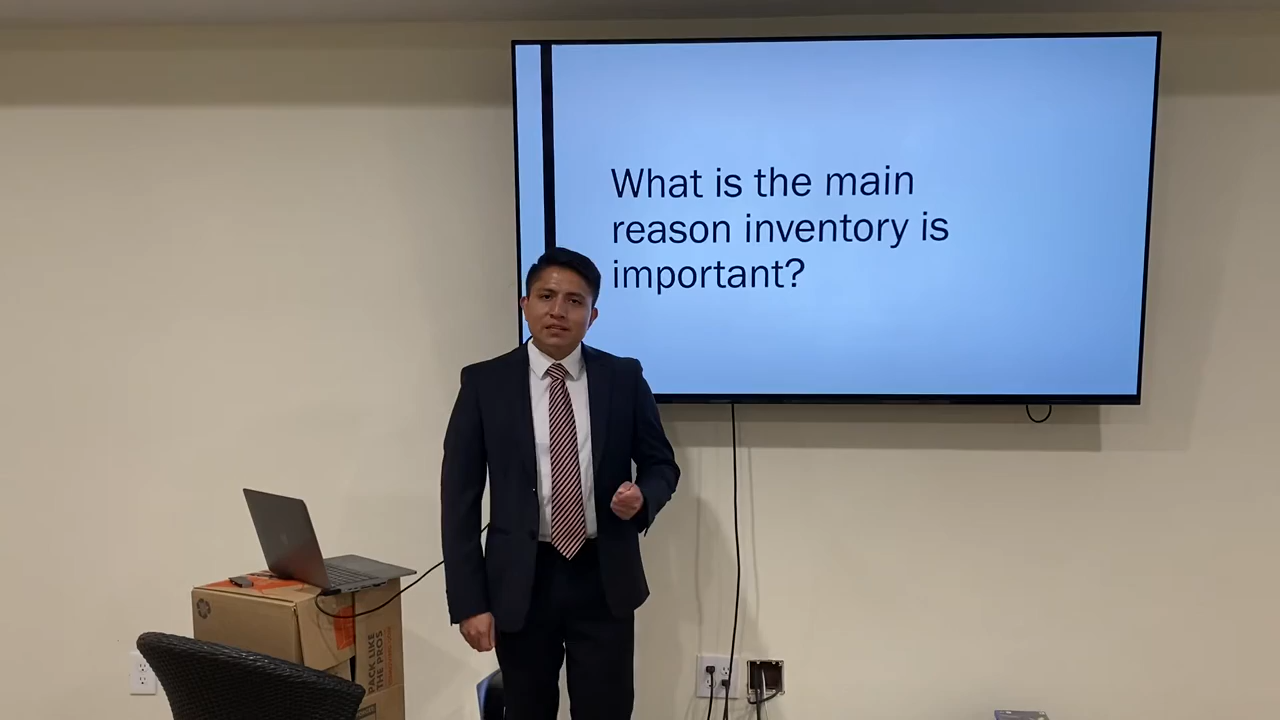 What is the main
reason inventory is
important?
PACK LIKE
THE PROS